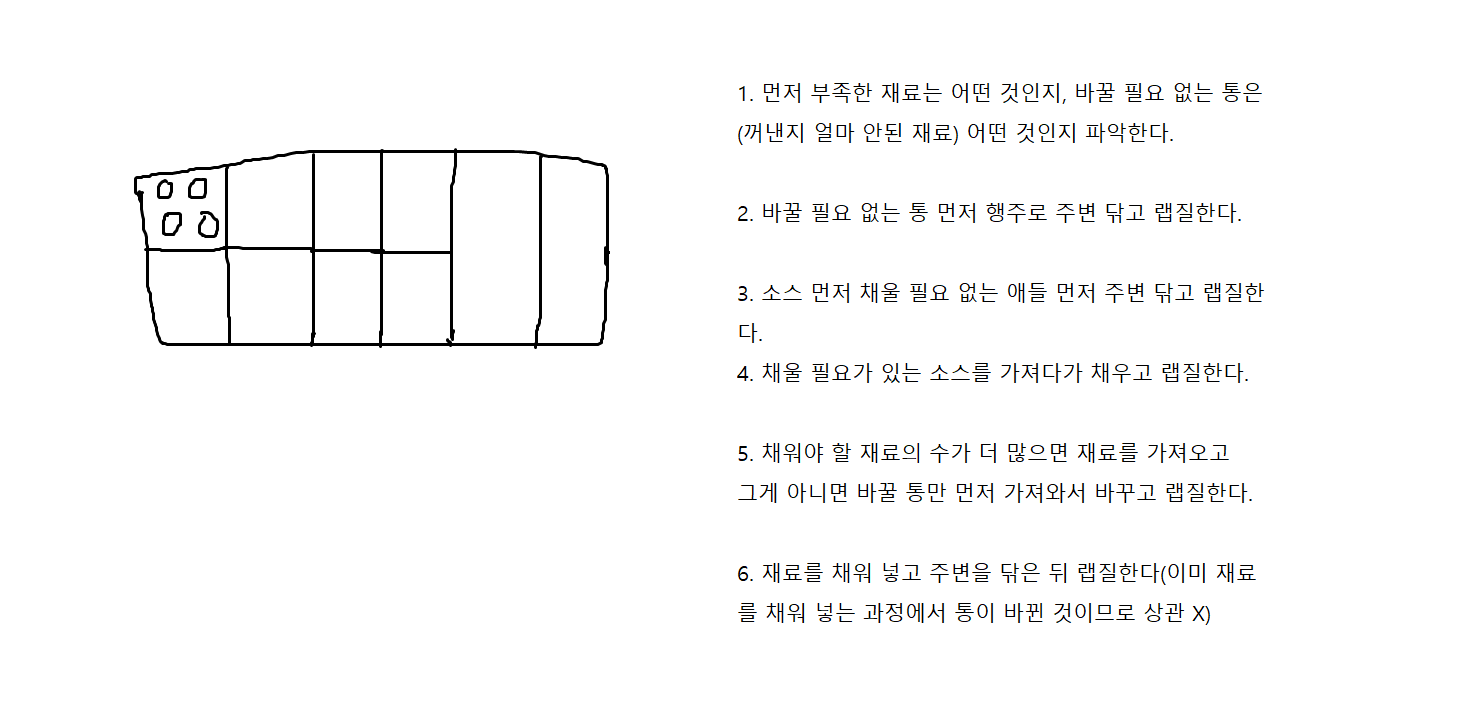 1. 먼저 부족한 재료는 어떤 것인지, 바꿀 필요 없는 통은
(꺼낸지 얼마 안된 재료) 어떤 것인지 파악한다.
2. 바꿀 필요 없는 통 먼저 행주로 주변 닦고 랩질한다.
3. 소스 먼저 채울 필요 없는 애들 먼저 주변 닦고 랩질한
다.
4. 채울 필요가 있는 소스를 가져다가 채우고 랩질한다.
5. 채워야 할 재료의 수가 더 많으면 재료를 가져오고
그게 아니면 바꿀 통만 먼저 가져와서 바꾸고 랩질한다.
6. 재료를 채워 넣고 주변을 닦은 뒤 랩질한다(이미 재료
를 채워 넣는 과정에서 통이 바뀐 것이므로 상관 X)